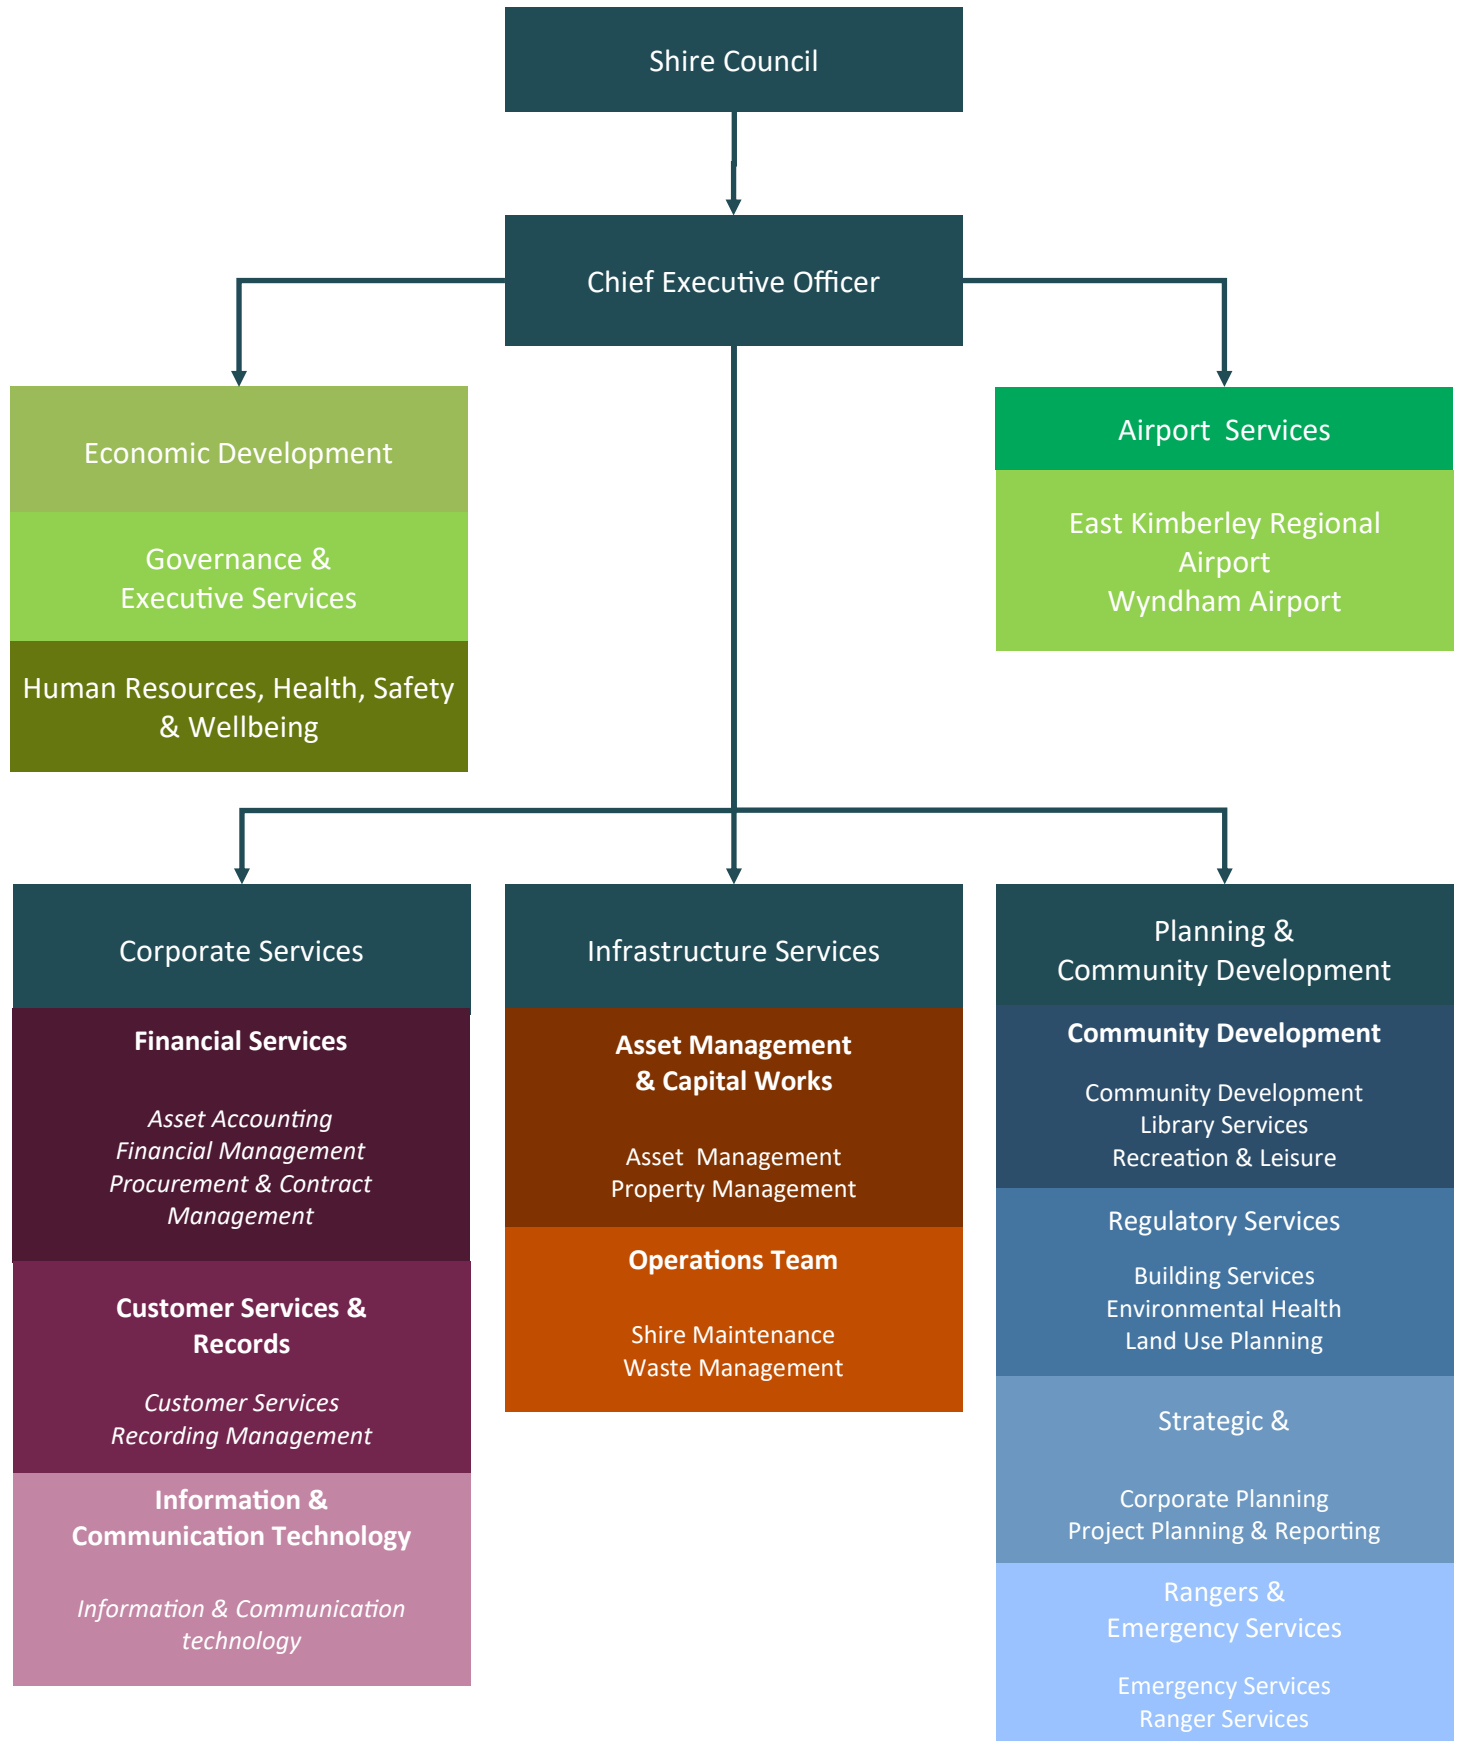 Shire Council
Chief Executive Officer
Economic Development
Governance &
Executive Services
Human Resources, Health, Safety
& Wellbeing
Airport Services
East Kimberley Regional
Airport
Wyndham Airport
Corporate Services
Financial Services
Asset Accounting
Financial Management
Procurement & Contract
Management
Customer Services &
Records
Customer Services
Recording Management
Information &
Communication Technology
Information & Communication
technology
Infrastructure Services
Asset Management
& Capital Works
Asset Management
Property Management
Operations Team
Shire Maintenance
Waste Management
Planning &
Community Development
Community Development
Community Development
Library Services
Recreation & Leisure
Regulatory Services
Building Services
Environmental Health
Land Use Planning
Strategic &
Corporate Planning
Project Planning & Reporting
Rangers &
Emergency Services
Emergency Services
Ranger Services